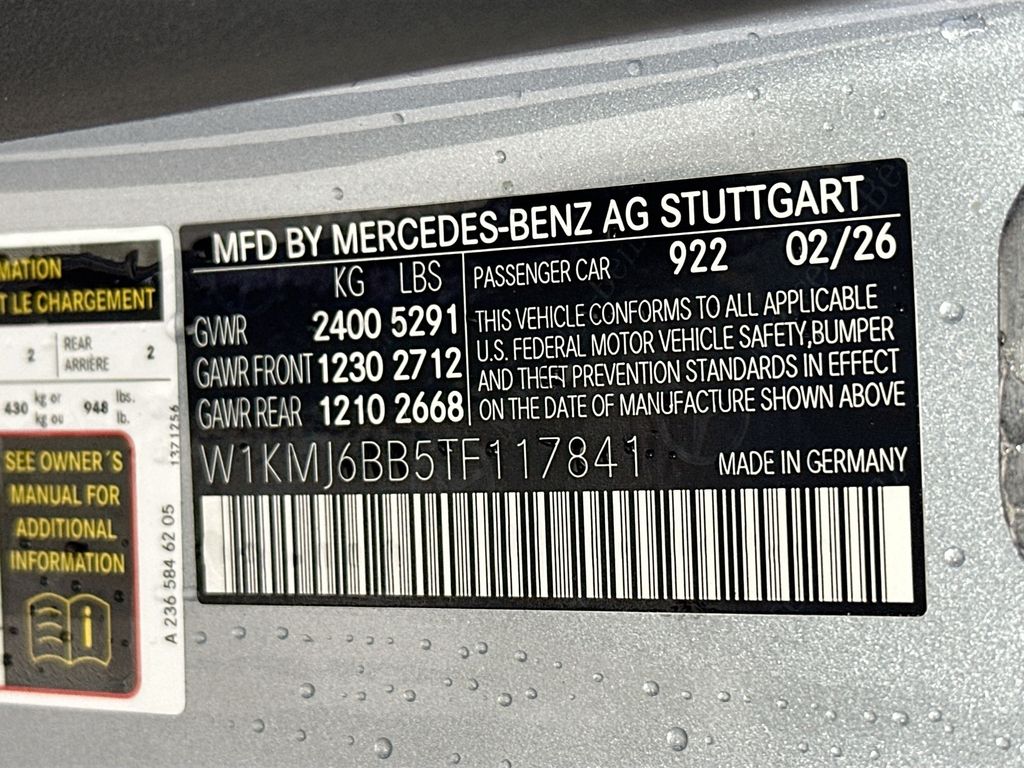 MATION
T LE CHARGEMENT
2 REAR ARRIÈRE 2
430 kg or kg ou 948 lbs. lb.
SEE OWNER´S
MANUAL FOR
ADDITIONAL
INFORMATION
1371256
A 236 584 62 05
MFD BY MERCEDES-BENZ AG STUTTGART
KG LBS
GVWR 2400 5291
GAWR FRONT 1230 2712
GAWR REAR 1210 2668
PASSENGER CAR 922 02/26
THIS VEHICLE CONFORMS TO ALL APPLICABLE
U.S. FEDERAL MOTOR VEHICLE SAFETY,BUMPER
AND THEFT PREVENTION STANDARDS IN EFFECT
ON THE DATE OF MANUFACTURE SHOWN ABOVE
W1KMJ6BB5TF117841
MADE IN GERMANY